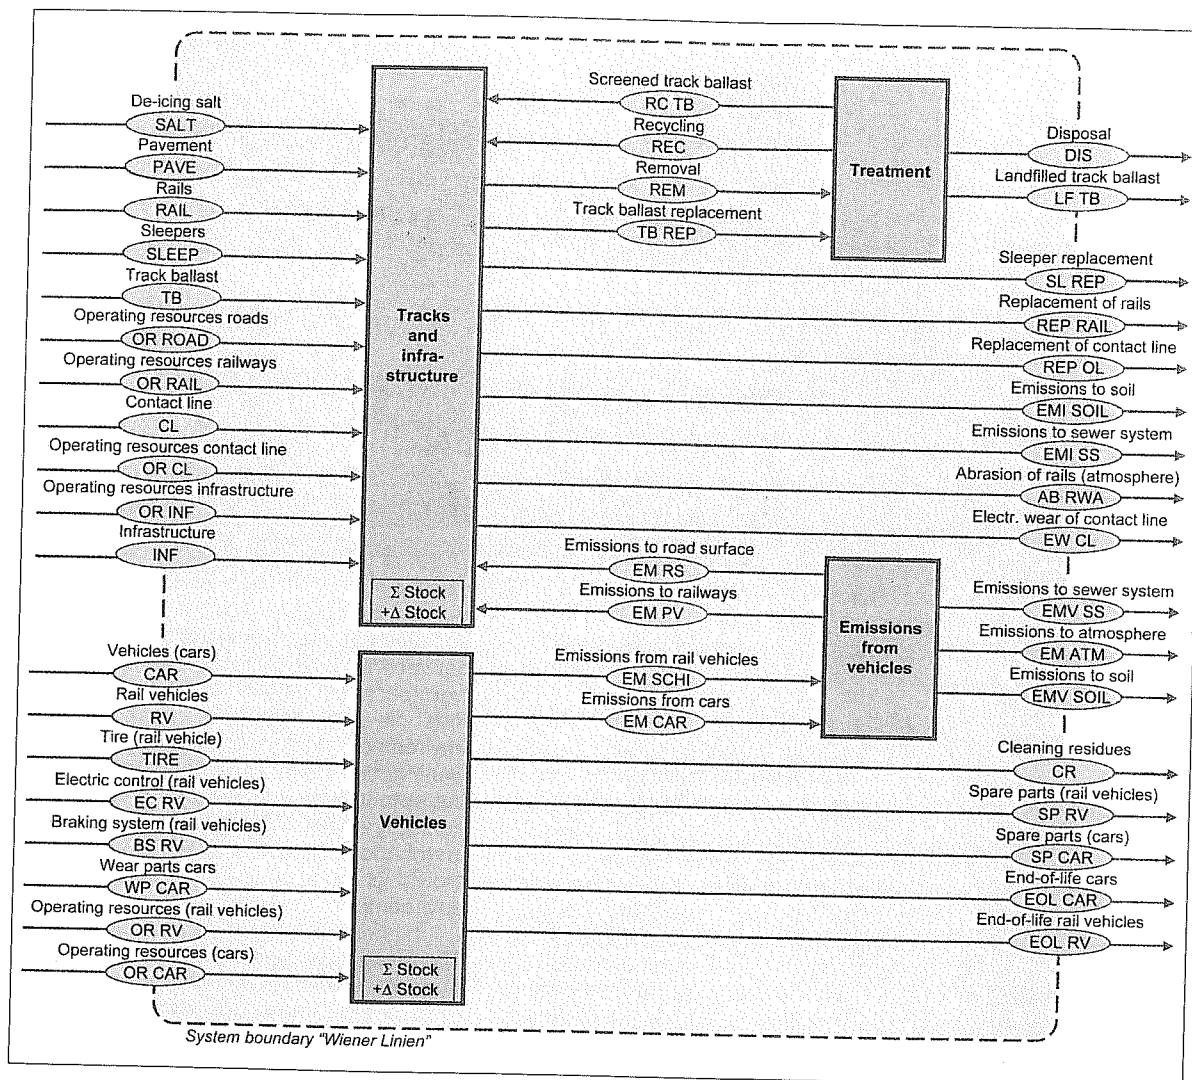 De-icing salt
SALT
Pavement
PAVE
Rails
RAIL
Sleepers
SLEEP
Track ballast
TB
Operating resources roads
OR ROAD
Operating resources railways
OR RAIL
Contact line
CL
Operating resources contact line
OR CL
Operating resources infrastructure
OR INF
Infrastructure
INF
Tracks
and
infra-
structure
Σ Stock
+Δ Stock
Screened track ballast
RC TB
Recycling
REC
Removal
REM
Track ballast replacement
TB REP
Treatment
Disposal
DIS
Landfilled track ballast
LF TB
Sleeper replacement
SL REP
Replacement of rails
REP RAIL
Replacement of contact line
REP OL
Emissions to soil
EMI SOIL
Emissions to sewer system
EMI SS
Abrasion of rails (atmosphere)
AB RWA
Electr. wear of contact line
EW CL
Emissions to road surface
EM RS
Emissions to railways
EM PV
Emissions
from
vehicles
Emissions to sewer system
EMV SS
Emissions to atmosphere
EM ATM
Emissions to soil
EMV SOIL
Vehicles (cars)
CAR
Rail vehicles
RV
Tire (rail vehicle)
TIRE
Electric control (rail vehicles)
EC RV
Braking system (rail vehicles)
BS RV
Wear parts cars
WP CAR
Operating resources (rail vehicles)
OR RV
Operating resources (cars)
OR CAR
Vehicles
Σ Stock
+Δ Stock
Emissions from rail vehicles
EM SCHI
Emissions from cars
EM CAR
Cleaning residues
CR
Spare parts (rail vehicles)
SP RV
Spare parts (cars)
SP CAR
End-of-life cars
EOL CAR
End-of-life rail vehicles
EOL RV
System boundary "Wiener Linien"